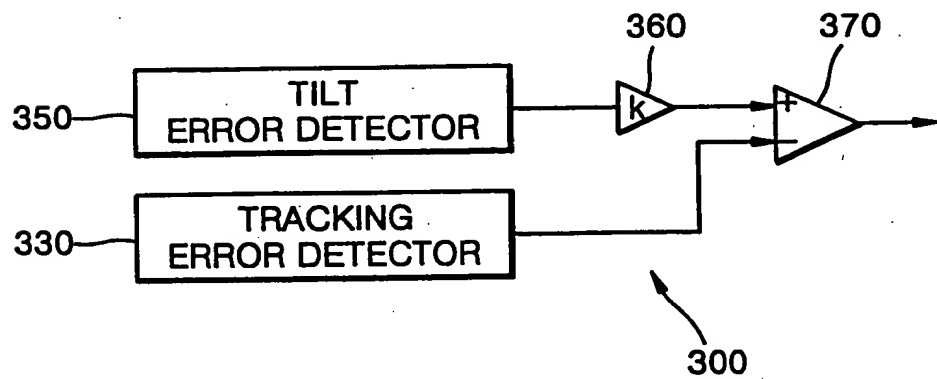 360
370
350
TILT
ERROR DETECTOR
k
+
−
330
TRACKING
ERROR DETECTOR
300